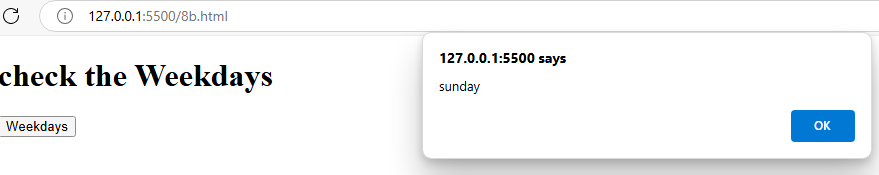 127.0.0.1:5500/8b.html
127.0.0.1:5500 says
sunday
OK
check the Weekdays
Weekdays